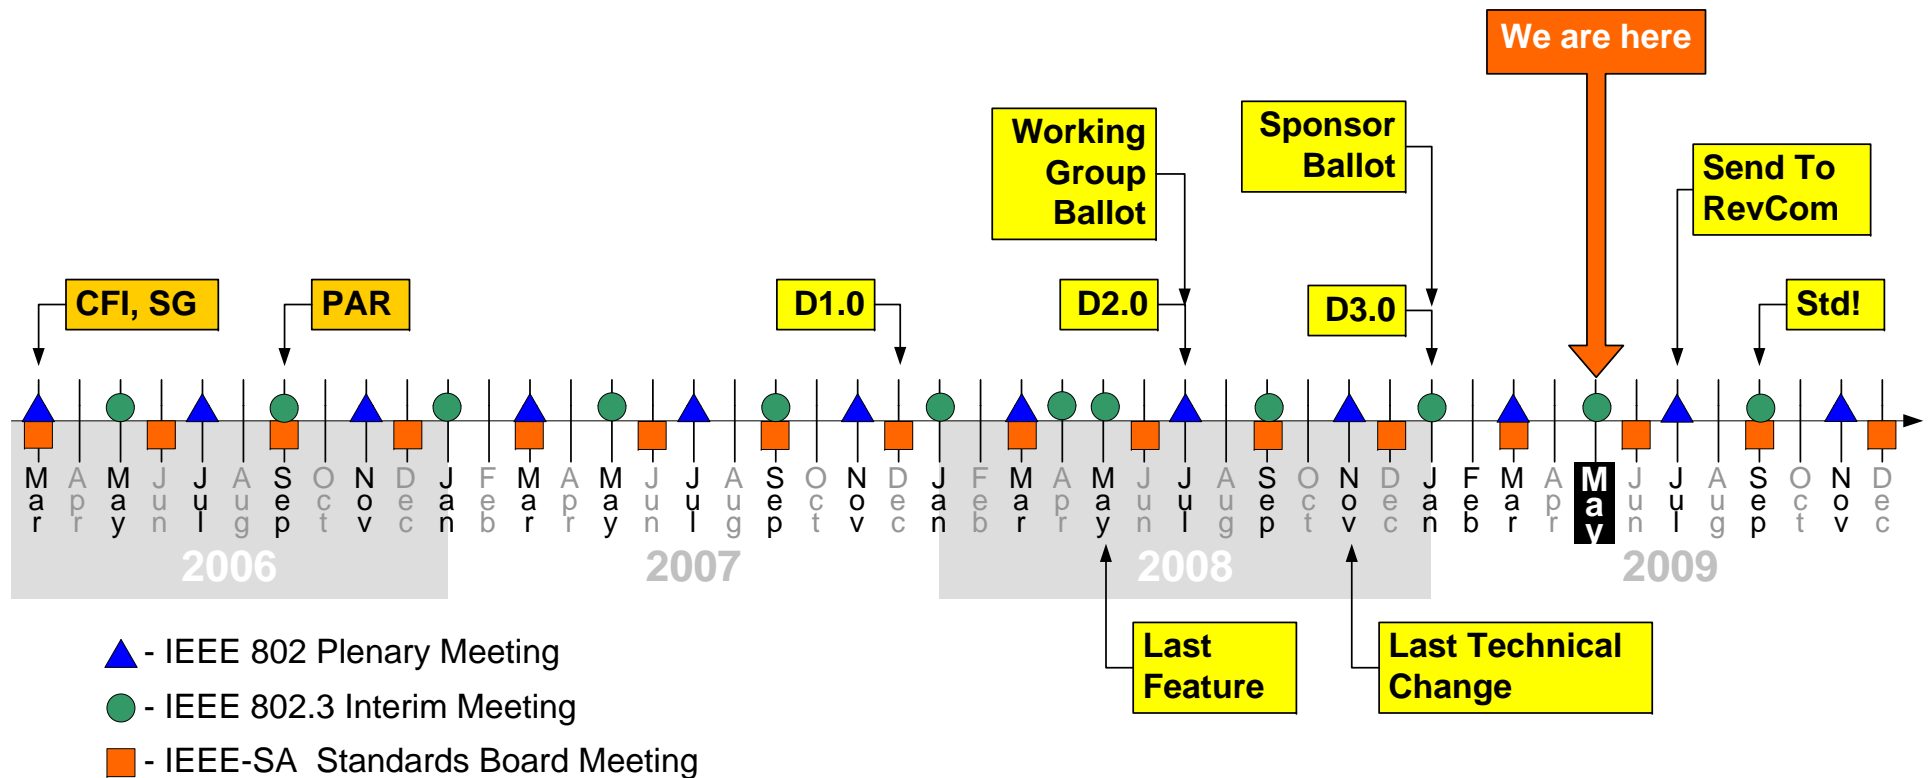 We are here
Working
Group
Ballot
Sponsor
Ballot
Send To
RevCom
CFI, SG
PAR
D1.0
D2.0
D3.0
Std!
Mar Apr May Jun Jul Aug Sep Oct Nov Dec Jan Feb Mar Apr May Jun Jul Aug Sep Oct Nov Dec Jan Feb Mar Apr May Jun Jul Aug Sep Oct Nov Dec Jan Feb Mar Apr May Jun Jul Aug Sep Oct Nov Dec
2006 2007 2008 2009
Last
Feature
Last Technical
Change
- IEEE 802 Plenary Meeting
- IEEE 802.3 Interim Meeting
- IEEE-SA Standards Board Meeting